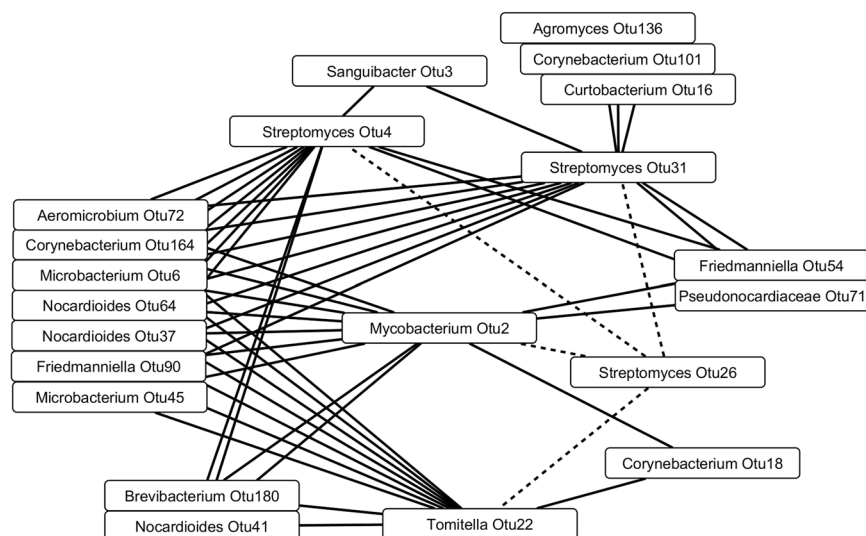 Agromyces Otu136
Corynebacterium Otu101
Sanguibacter Otu3
Curtobacterium Otu16
Streptomyces Otu4
Streptomyces Otu31
Aeromicrobium Otu72
Corynebacterium Otu164
Microbacterium Otu6
Friedmanniella Otu54
Nocardioides Otu64
Pseudonocardiaceae Otu71
Nocardioides Otu37
Mycobacterium Otu2
Friedmanniella Otu90
Streptomyces Otu26
Microbacterium Otu45
Corynebacterium Otu18
Brevibacterium Otu180
Nocardioides Otu41
Tomitella Otu22